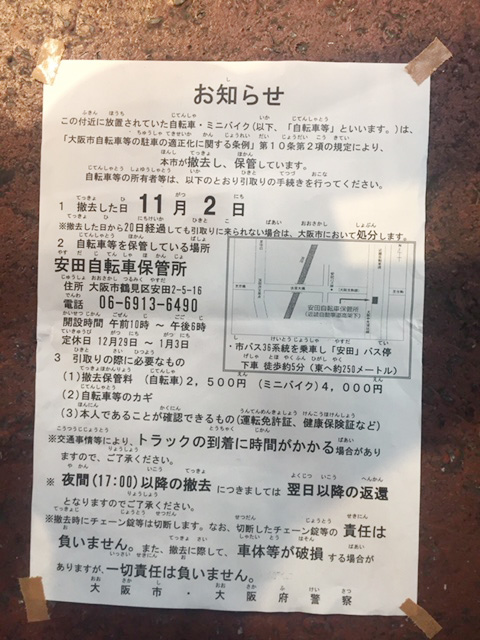 お知らせ
この付近に放置されていた自転車・ミニバイク(以下、「自転車等」といいます。)は、
「大阪市自転車等の駐車の適正化に関する条例」第10条第2項の規定により、
本市が撤去し、保管しています。
自転車等の所有者等は、以下のとおり引取りの手続きを行ってください。
1 撤去した日 11月 2日
※撤去した日から20日経過しても引取りに来られない場合は、大阪市において処分します。
2 自転車等を保管している場所
安田自転車保管所
住所 大阪市鶴見区安田2-5-16
電話 06-6913-6490
開設時間 午前10時 ～ 午後6時
定休日 12月29日 ～ 1月3日
安田自転車保管所
・市バス36系統を乗車し「安田」バス停
下車 徒歩約5分(東へ約250メートル)
3 引取りの際に必要なもの
(1)撤去保管料 (自転車)2,500円 (ミニバイク)4,000円
(2)自転車等のカギ
(3)本人であることが確認できるもの(運転免許証、健康保険証など)
※交通事情等により、トラックの到着に時間がかかる場合があり
ますので、ご了承ください。
※ 夜間(17:00)以降の撤去 につきましては 翌日以降の返還
となりますのでご了承ください。
※撤去時にチェーン錠等は切断します。なお、切断したチェーン錠等の 責任は
負いません。また、撤去に際して、車体等が破損 する場合が
ありますが、一切責任は負いません。
大阪市・大阪府警察